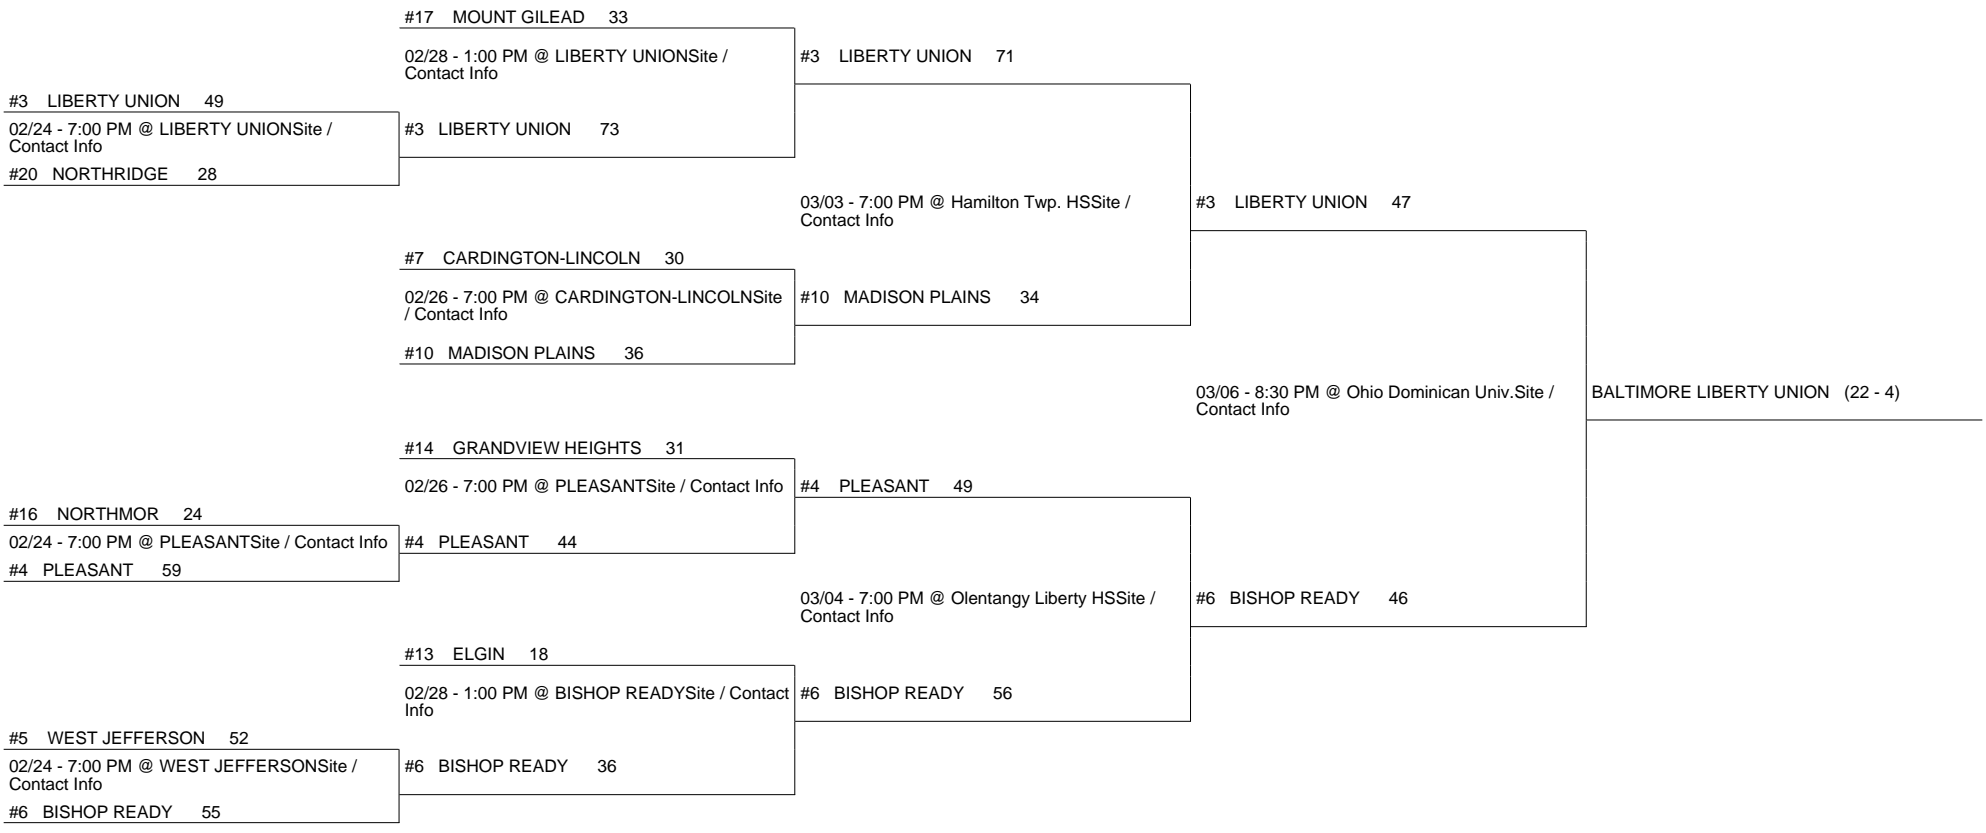 #17 MOUNT GILEAD 33
02/28 - 1:00 PM @ LIBERTY UNIONSite /
Contact Info
#3 LIBERTY UNION 71
#3 LIBERTY UNION 49
02/24 - 7:00 PM @ LIBERTY UNIONSite /
Contact Info
#3 LIBERTY UNION 73
#20 NORTHRIDGE 28
03/03 - 7:00 PM @ Hamilton Twp. HSSite /
Contact Info
#3 LIBERTY UNION 47
#7 CARDINGTON-LINCOLN 30
02/26 - 7:00 PM @ CARDINGTON-LINCOLNSite
/ Contact Info
#10 MADISON PLAINS 34
#10 MADISON PLAINS 36
03/06 - 8:30 PM @ Ohio Dominican Univ.Site /
Contact Info
BALTIMORE LIBERTY UNION (22 - 4)
#14 GRANDVIEW HEIGHTS 31
02/26 - 7:00 PM @ PLEASANTSite / Contact Info
#4 PLEASANT 49
#16 NORTHMOR 24
02/24 - 7:00 PM @ PLEASANTSite / Contact Info
#4 PLEASANT 44
#4 PLEASANT 59
03/04 - 7:00 PM @ Olentangy Liberty HSSite /
Contact Info
#6 BISHOP READY 46
#13 ELGIN 18
02/28 - 1:00 PM @ BISHOP READYSite / Contact
Info
#6 BISHOP READY 56
#5 WEST JEFFERSON 52
02/24 - 7:00 PM @ WEST JEFFERSONSite /
Contact Info
#6 BISHOP READY 36
#6 BISHOP READY 55